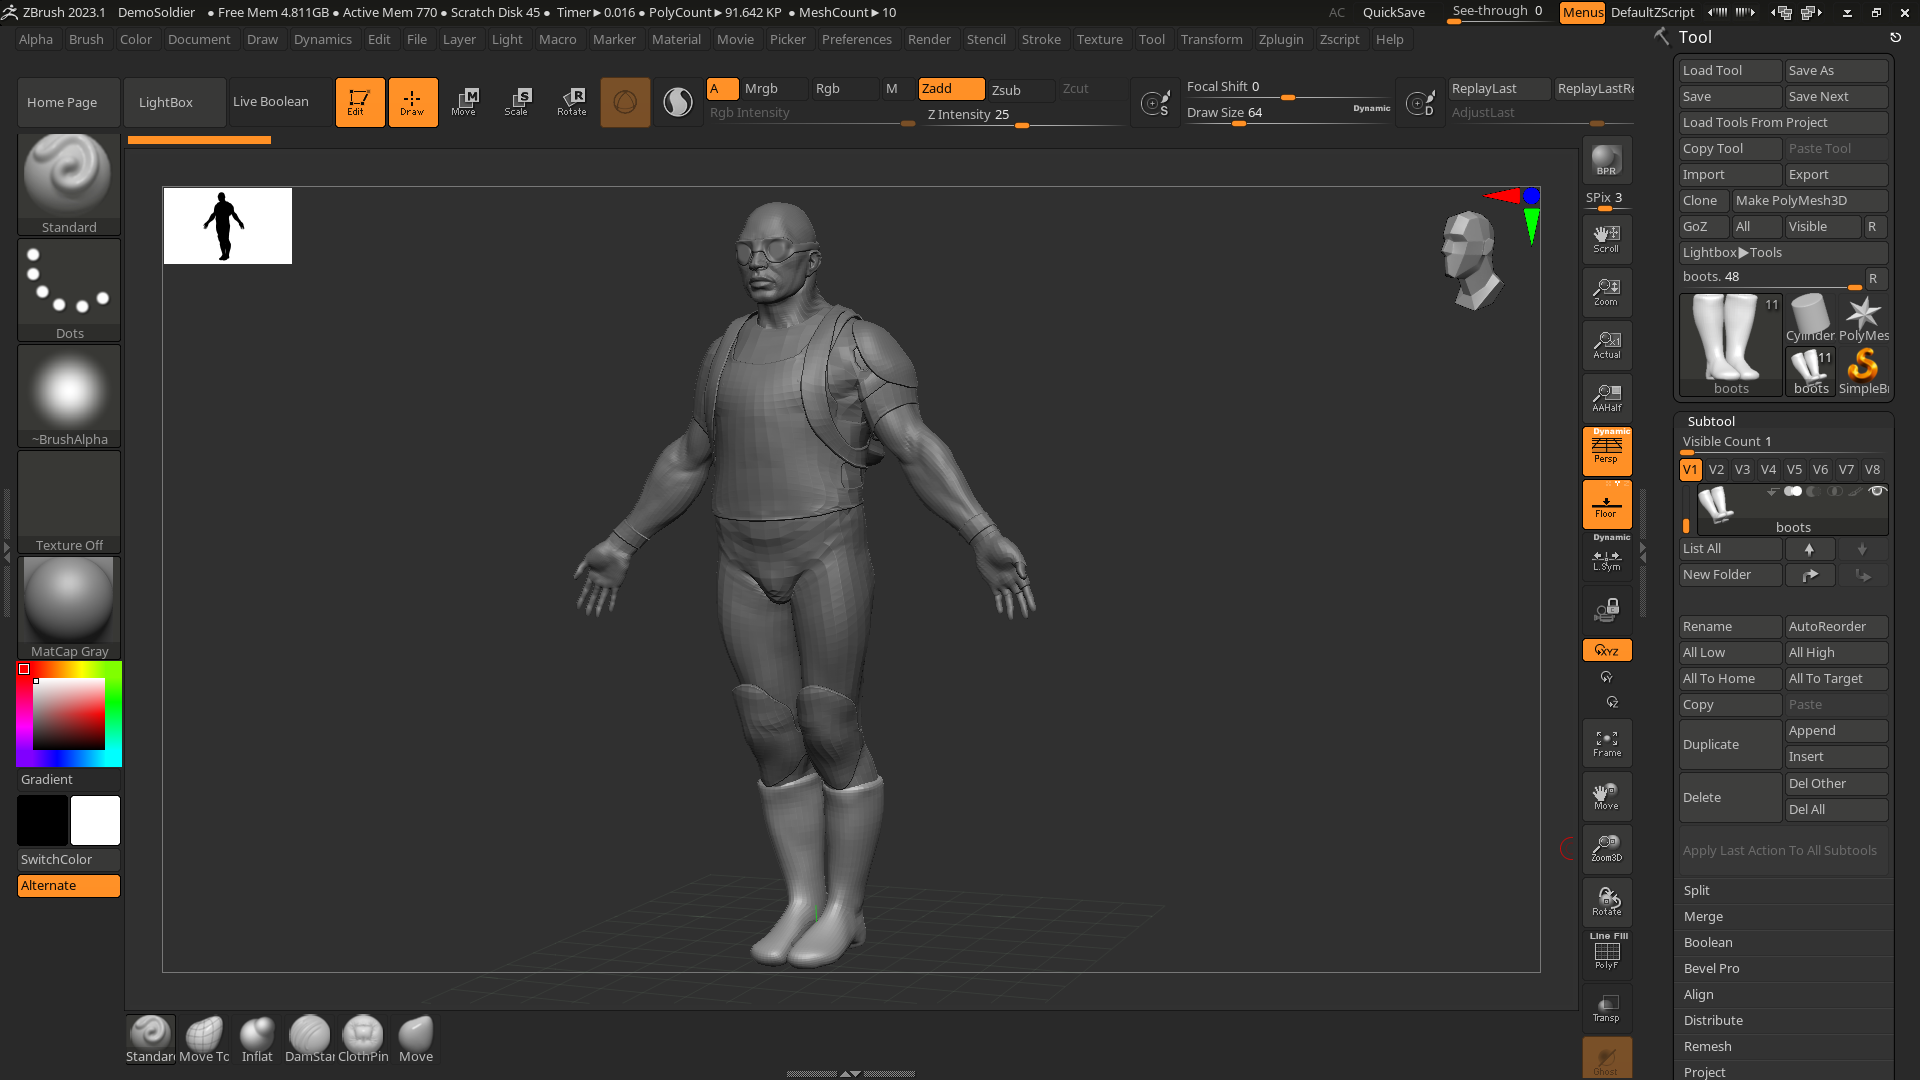 ZBrush 2023.1 DemoSoldier ● Free Mem 4.811GB ● Active Mem 770 ● Scratch Disk 45 ● Timer▶0.016 ● PolyCount▶91.642 KP ● MeshCount▶10 AC QuickSave See-through 0 Menus DefaultZScript
Alpha Brush Color Document Draw Dynamics Edit File Layer Light Macro Marker Material Movie Picker Preferences Render Stencil Stroke Texture Tool Transform Zplugin Zscript Help
Home Page LightBox Live Boolean Edit Draw Move Scale Rotate
A Mrgb Rgb M Zadd Zsub Zcut
Rgb Intensity Z Intensity 25
S Focal Shift 0
Draw Size 64 Dynamic
D ReplayLast ReplayLastRe
AdjustLast
Standard
Dots
~BrushAlpha
Texture Off
MatCap Gray
Gradient
SwitchColor
Alternate
Standar Move To Inflat DamStar ClothPin Move
BPR
SPix 3
Scroll
Zoom
Actual
AAHalf
Dynamic
Persp
Floor
Dynamic
L.Sym
XYZ
Y
Z
Frame
Move
Zoom3D
Rotate
Line Fill
PolyF
Transp
Ghost
Tool
Load Tool Save As
Save Save Next
Load Tools From Project
Copy Tool Paste Tool
Import Export
Clone Make PolyMesh3D
GoZ All Visible R
Lightbox▶Tools
boots. 48 R
11
Cylinder PolyMes
11
boots boots SimpleB
Subtool
Visible Count 1
V1 V2 V3 V4 V5 V6 V7 V8
boots
List All
New Folder
Rename AutoReorder
All Low All High
All To Home All To Target
Copy Paste
Duplicate Append
Insert
Delete Del Other
Del All
Apply Last Action To All Subtools
Split
Merge
Boolean
Bevel Pro
Align
Distribute
Remesh
Project